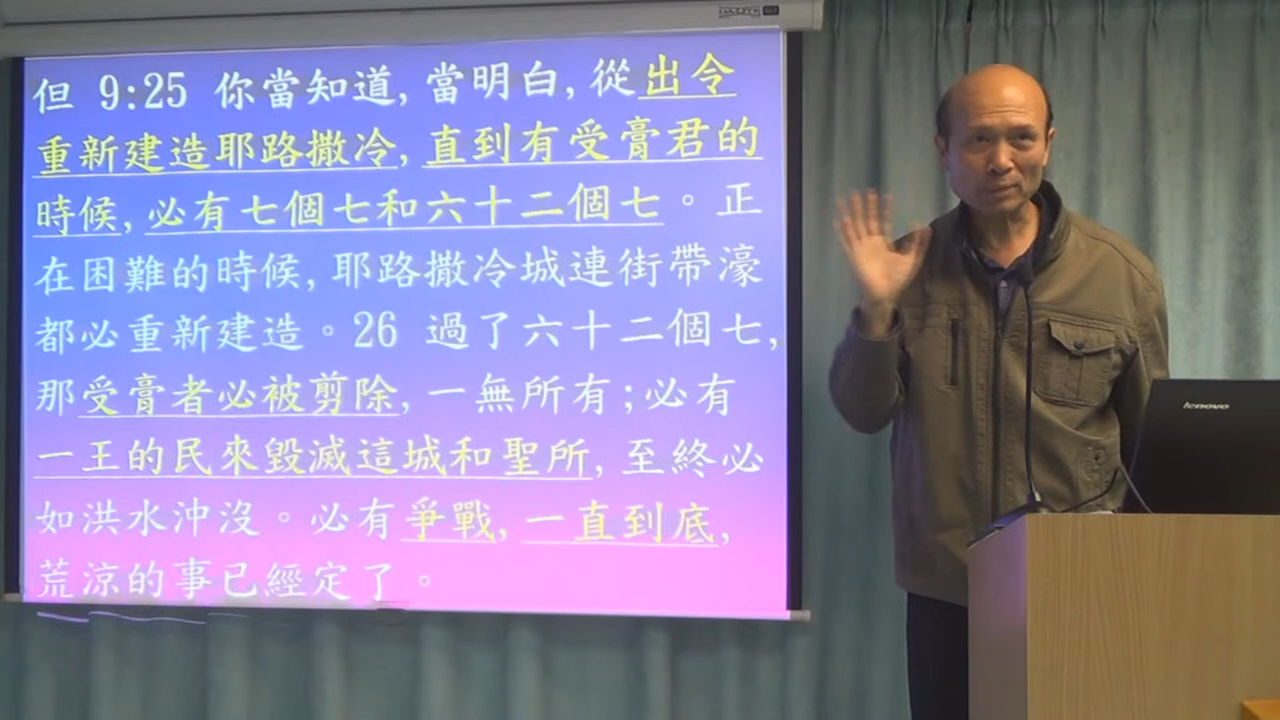 但 9:25 你當知道, 當明白, 從出令
重新建造耶路撒冷, 直到有受膏君的
時候, 必有七個七和六十二個七。正
在困難的時候, 耶路撒冷城連街帶濠
都必重新建造。26 過了六十二個七,
那受膏者必被剪除, 一無所有;必有
一王的民來毀滅這城和聖所, 至終必
如洪水沖沒。必有爭戰, 一直到底,
荒涼的事已經定了。
lenovo